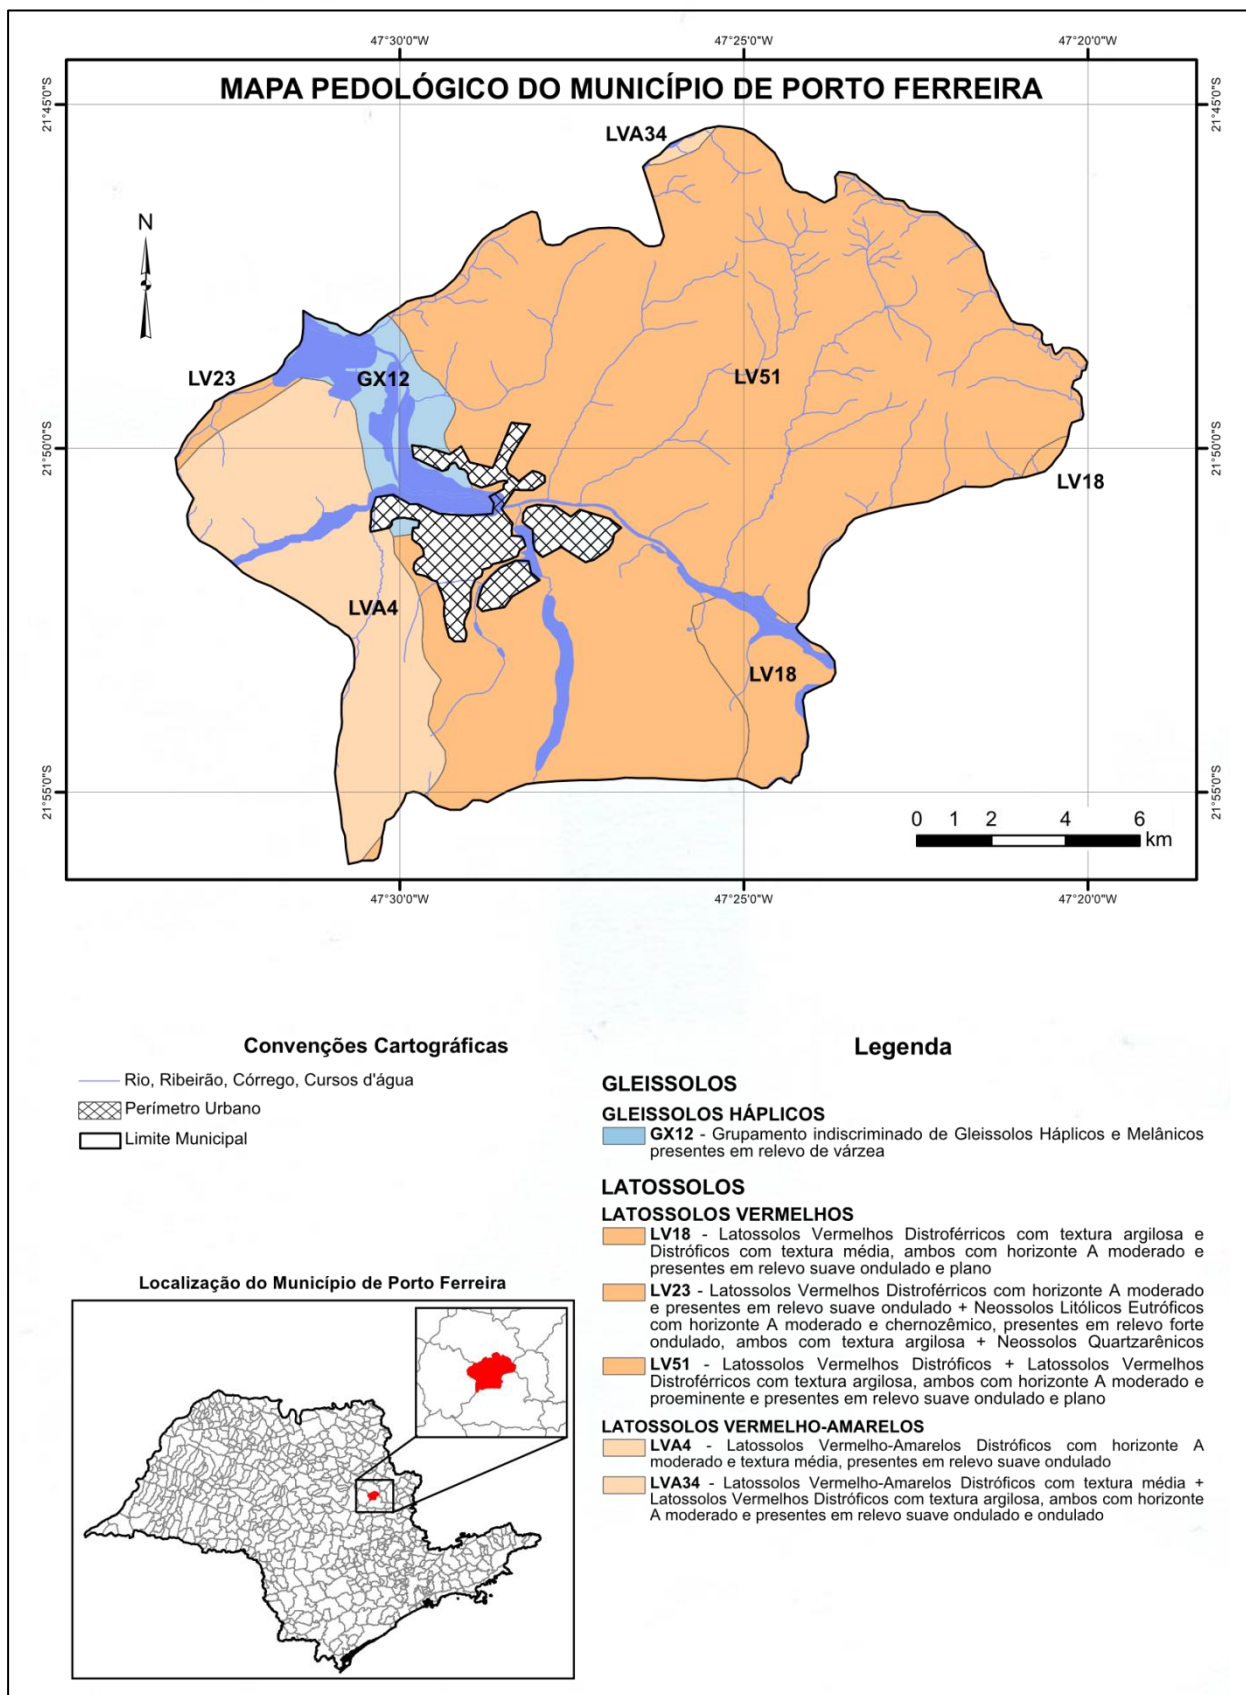 47°30'0"W
47°25'0"W
47°20'0"W
MAPA PEDOLÓGICO DO MUNICÍPIO DE PORTO FERREIRA
21°45'0"S
21°45'0"S
LVA34
N
LV23
GX12
LV51
21°50'0"S
21°50'0"S
LV18
LVA4
LV18
21°55'0"S
21°55'0"S
0 1 2 4 6
km
47°30'0"W
47°25'0"W
47°20'0"W
Convenções Cartográficas
Rio, Ribeirão, Córrego, Cursos d'água
Perímetro Urbano
Limite Municipal
Localização do Município de Porto Ferreira
Legenda
GLEISSOLOS
GLEISSOLOS HÁPLICOS
GX12 - Grupamento indiscriminado de Gleissolos Háplicos e Melânicos
presentes em relevo de várzea
LATOSSOLOS
LATOSSOLOS VERMELHOS
LV18 - Latossolos Vermelhos Distroférricos com textura argilosa e
Distróficos com textura média, ambos com horizonte A moderado e
presentes em relevo suave ondulado e plano
LV23 - Latossolos Vermelhos Distroférricos com horizonte A moderado
e presentes em relevo suave ondulado + Neossolos Litólicos Eutróficos
com horizonte A moderado e chernozêmico, presentes em relevo forte
ondulado, ambos com textura argilosa + Neossolos Quartzarênicos
LV51 - Latossolos Vermelhos Distróficos + Latossolos Vermelhos
Distroférricos com textura argilosa, ambos com horizonte A moderado e
proeminente e presentes em relevo suave ondulado e plano
LATOSSOLOS VERMELHO-AMARELOS
LVA4 - Latossolos Vermelho-Amarelos Distróficos com horizonte A
moderado e textura média, presentes em relevo suave ondulado
LVA34 - Latossolos Vermelho-Amarelos Distróficos com textura média +
Latossolos Vermelhos Distróficos com textura argilosa, ambos com horizonte
A moderado e presentes em relevo suave ondulado e ondulado